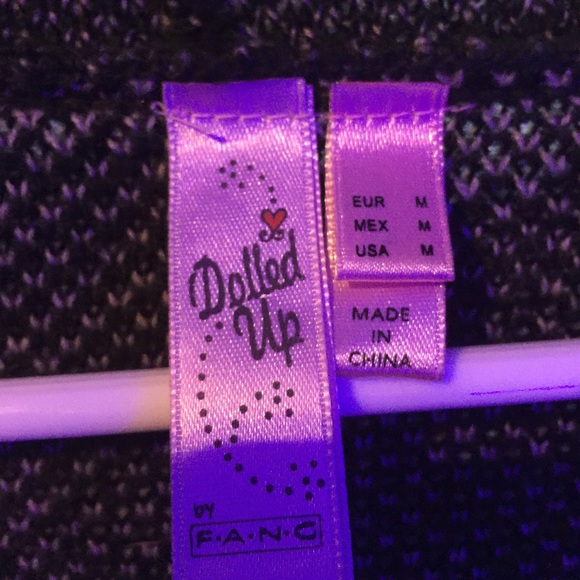 Dolled
Up
by
F·A·N·G
EUR M
MEX M
USA M
MADE
IN
CHINA